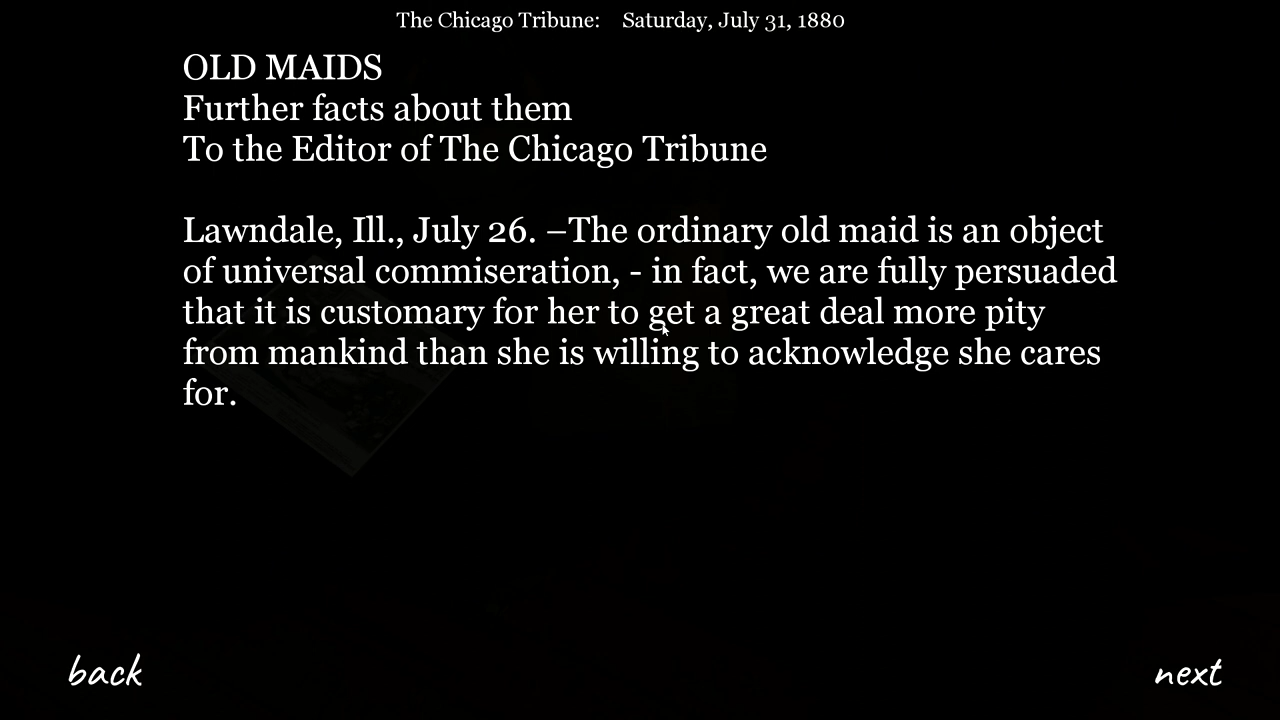 The Chicago Tribune: Saturday, July 31, 1880
OLD MAIDS
Further facts about them
To the Editor of The Chicago Tribune
Lawndale, Ill., July 26. –The ordinary old maid is an object
of universal commiseration, - in fact, we are fully persuaded
that it is customary for her to get a great deal more pity
from mankind than she is willing to acknowledge she cares
for.
back
next